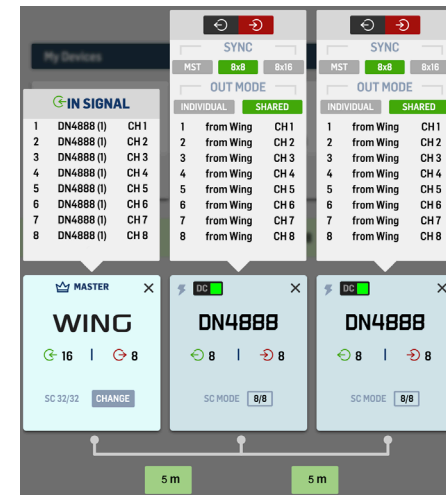 My Devices
IN SIGNAL
1 DN4888 (1) CH 1
2 DN4888 (1) CH 2
3 DN4888 (1) CH 3
4 DN4888 (1) CH 4
5 DN4888 (1) CH 5
6 DN4888 (1) CH 6
7 DN4888 (1) CH 7
8 DN4888 (1) CH 8
MASTER
WING
16 | 8
SC 32/32 CHANGE
SYNC
MST 8x8 8x16
OUT MODE
INDIVIDUAL SHARED
1 from Wing CH 1
2 from Wing CH 2
3 from Wing CH 3
4 from Wing CH 4
5 from Wing CH 5
6 from Wing CH 6
7 from Wing CH 7
8 from Wing CH 8
DC
DN4888
8 | 8
SC MODE 8/8
SYNC
MST 8x8 8x16
OUT MODE
INDIVIDUAL SHARED
1 from Wing CH 1
2 from Wing CH 2
3 from Wing CH 3
4 from Wing CH 4
5 from Wing CH 5
6 from Wing CH 6
7 from Wing CH 7
8 from Wing CH 8
DC
DN4888
8 | 8
SC MODE 8/8
5 m
5 m